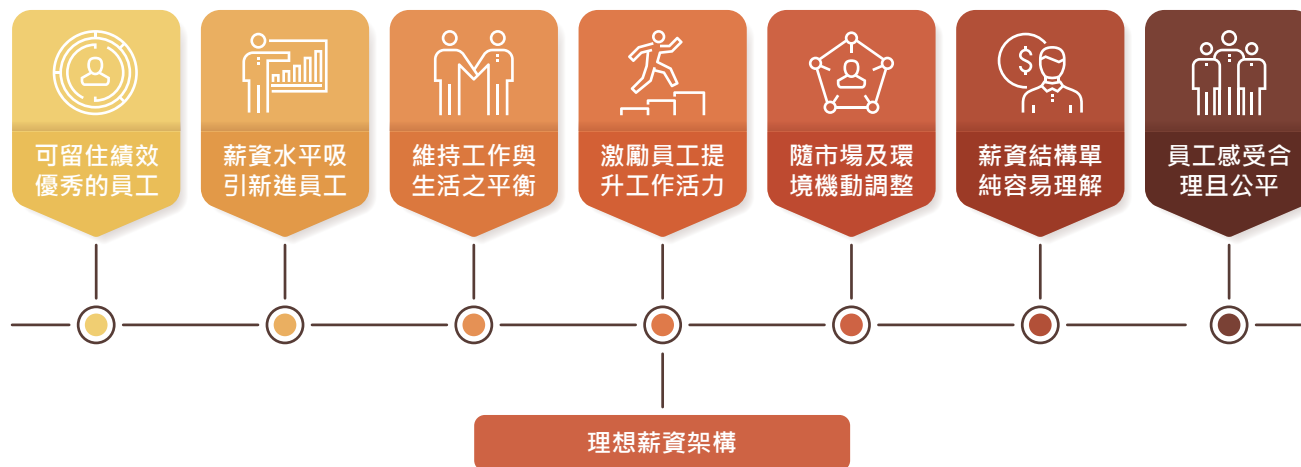 可留住績效
優秀的員工
薪資水平吸
引新進員工
維持工作與
生活之平衡
激勵員工提
升工作活力
隨市場及環
境機動調整
薪資結構單
純容易理解
員工感受合
理且公平
理想薪資架構